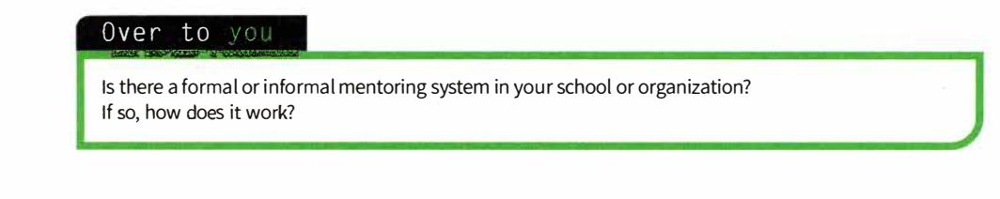 Over to you
Is there a formal or informal mentoring system in your school or organization?
If so, how does it work?